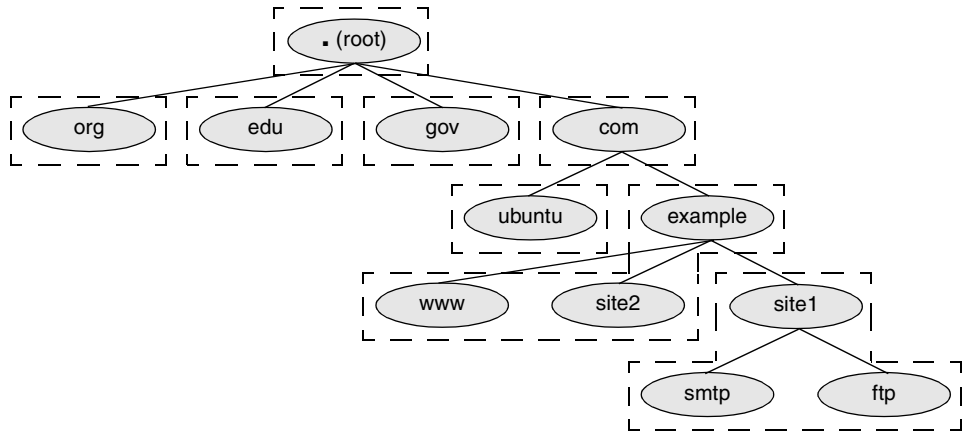 . (root)
org edu gov com
ubuntu example
www site2 site1
smtp ftp